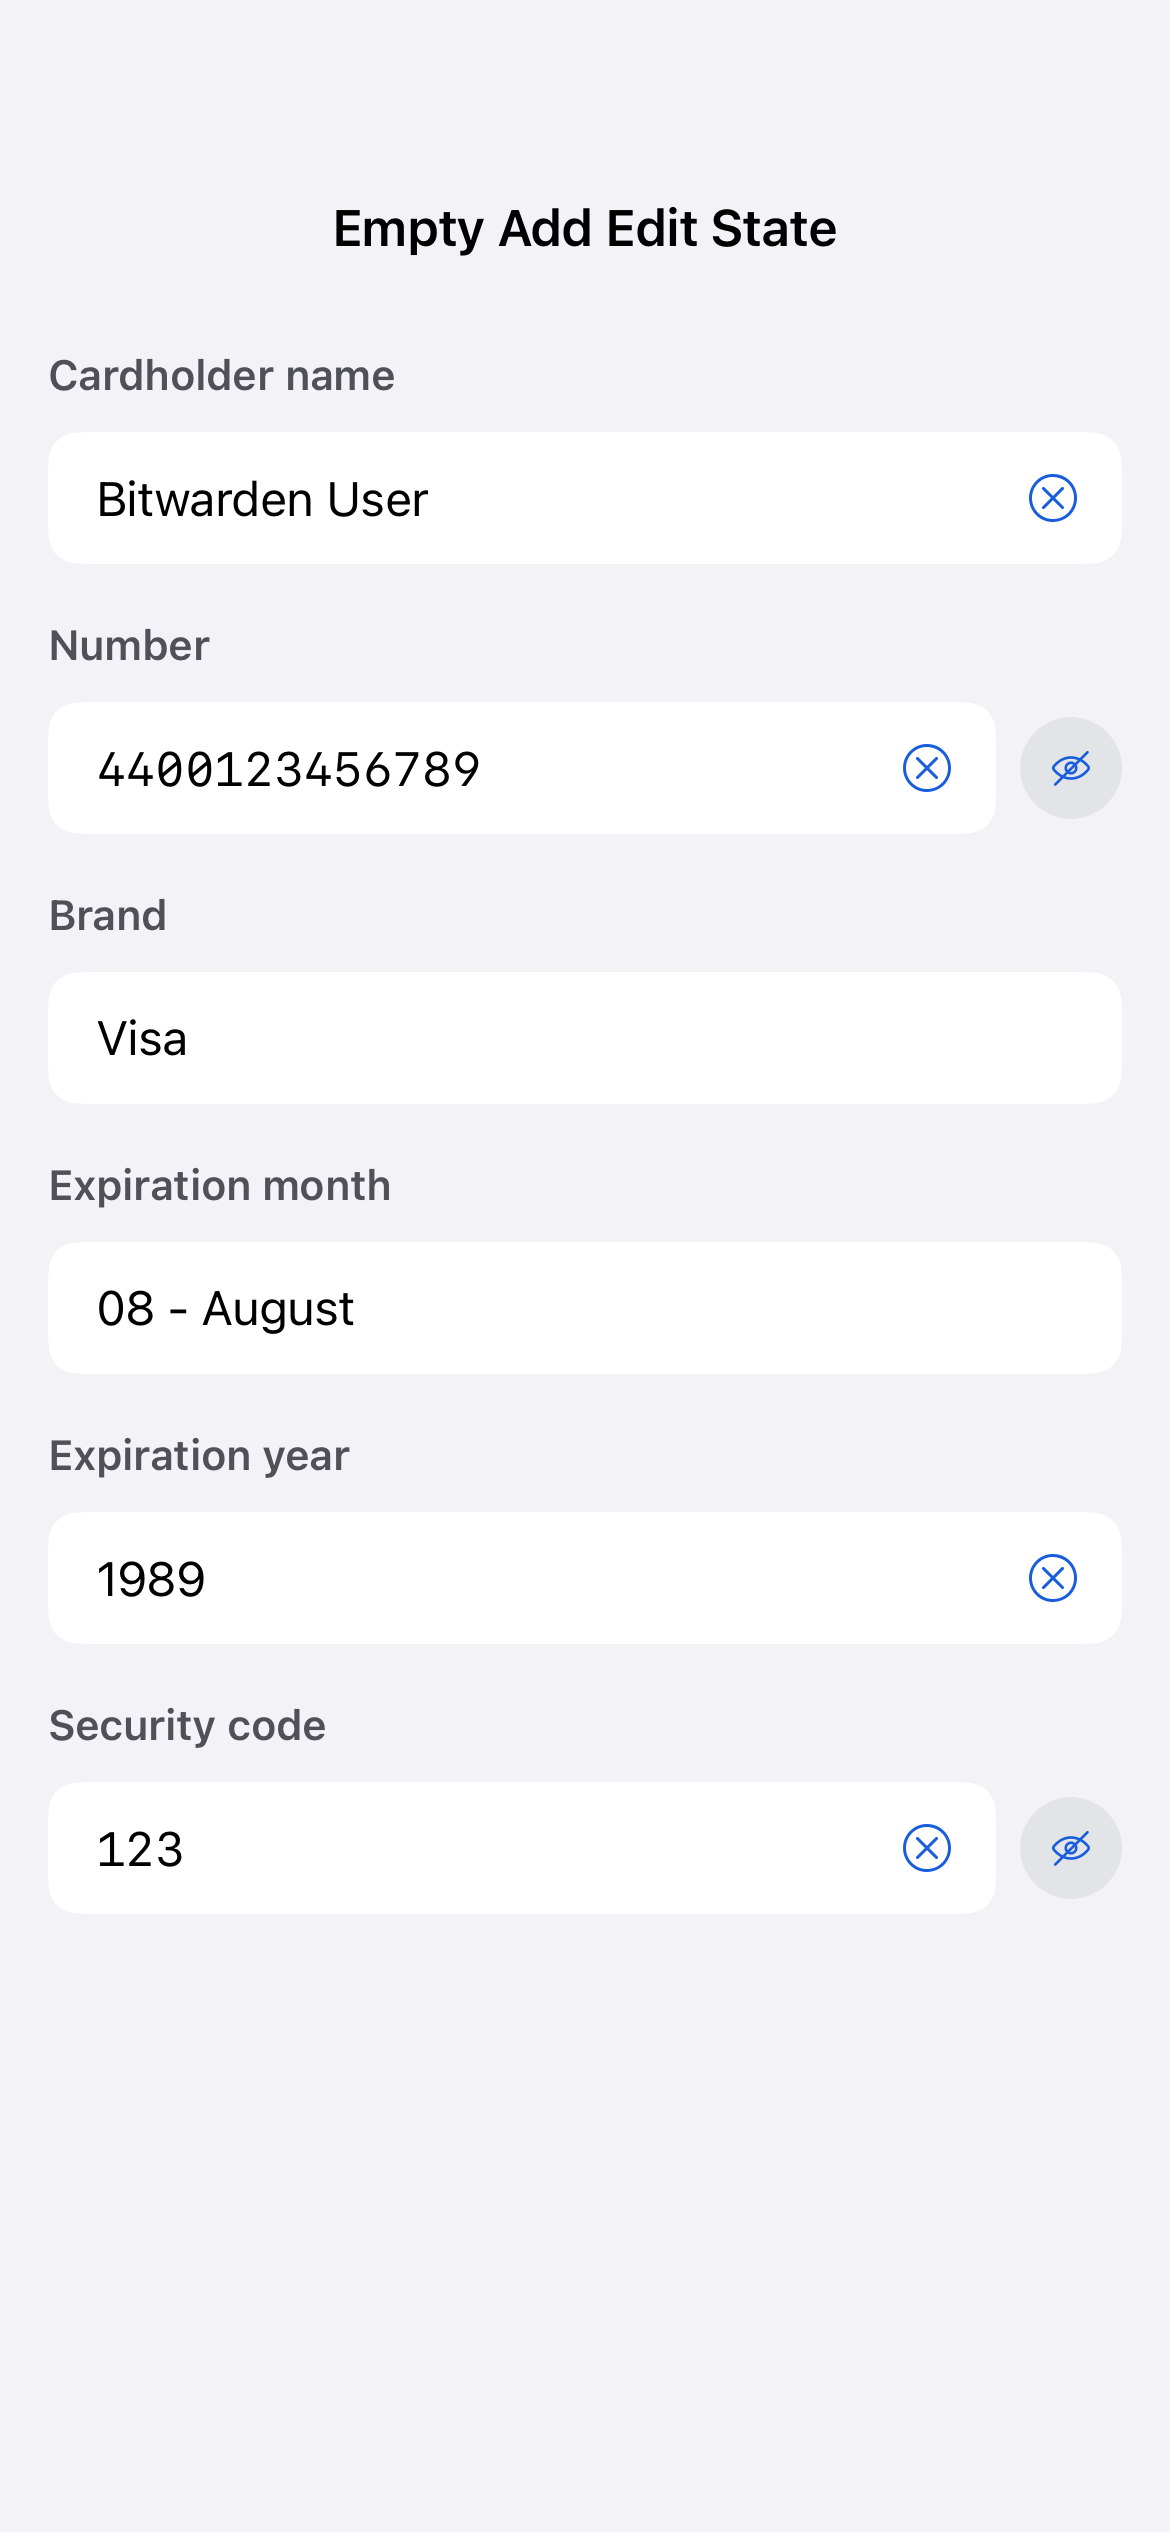 Empty Add Edit State
Cardholder name
Bitwarden User
Number
4400123456789
Brand
Visa
Expiration month
08 - August
Expiration year
1989
Security code
123